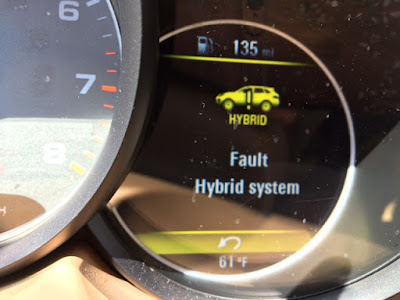 6
7
8
H
135 mi
HYBRID
Fault
Hybrid system
61°F